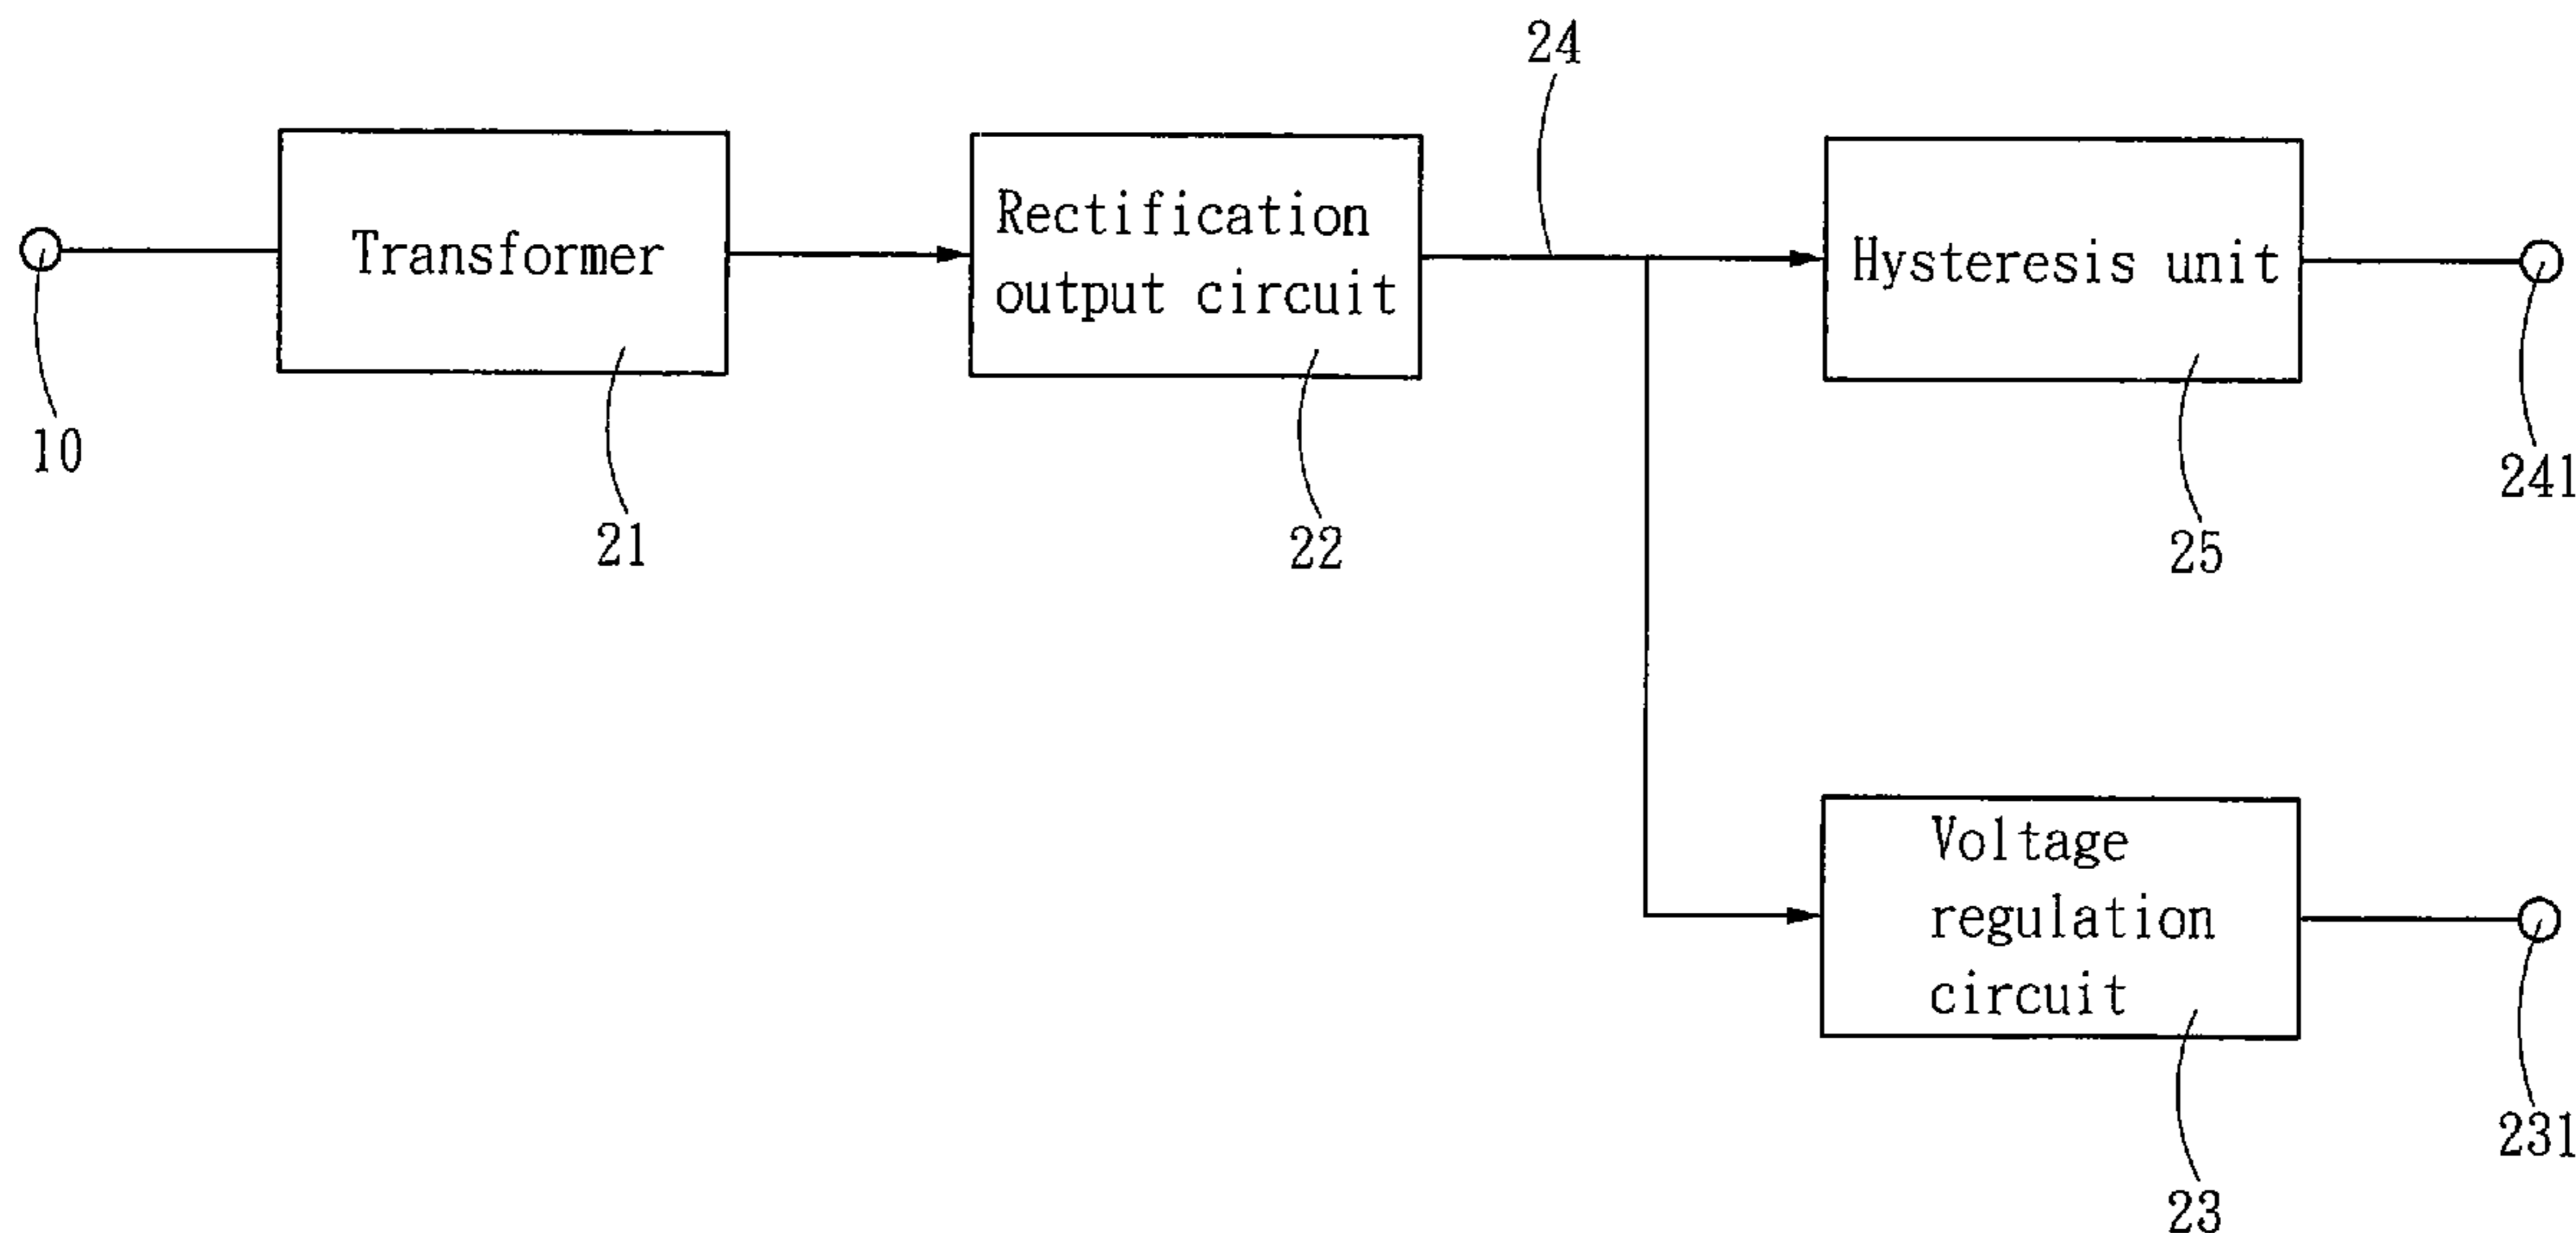 24
Transformer
Rectification
output circuit
Hysteresis unit
10
21
22
25
241
Voltage
regulation
circuit
23
231